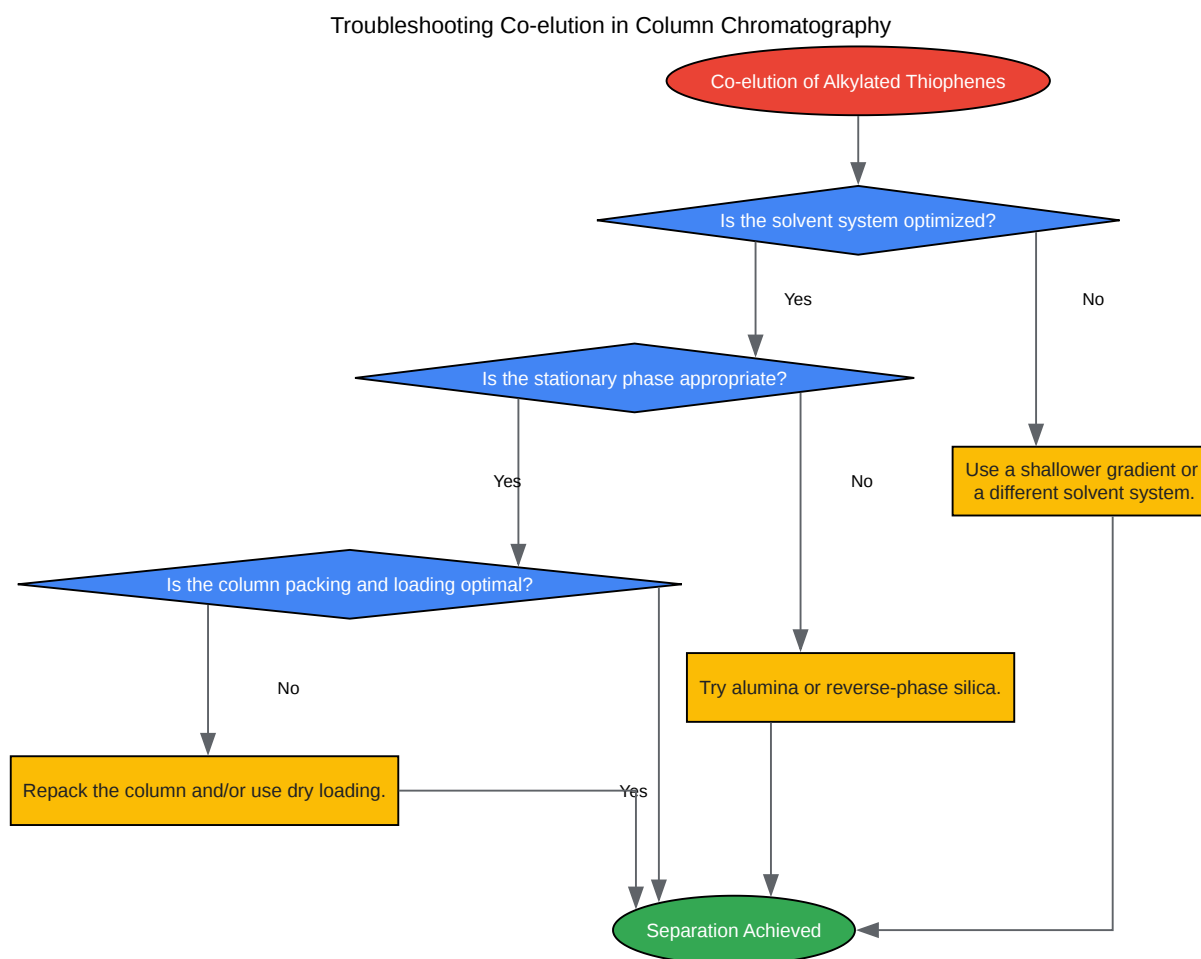 Troubleshooting Co-elution in Column Chromatography
Co-elution of Alkylated Thiophenes
Is the solvent system optimized?
Yes
No
Is the stationary phase appropriate?
Use a shallower gradient or
a different solvent system.
Yes
No
Is the column packing and loading optimal?
No
Try alumina or reverse-phase silica.
Repack the column and/or use dry loading.
Yes
Separation Achieved